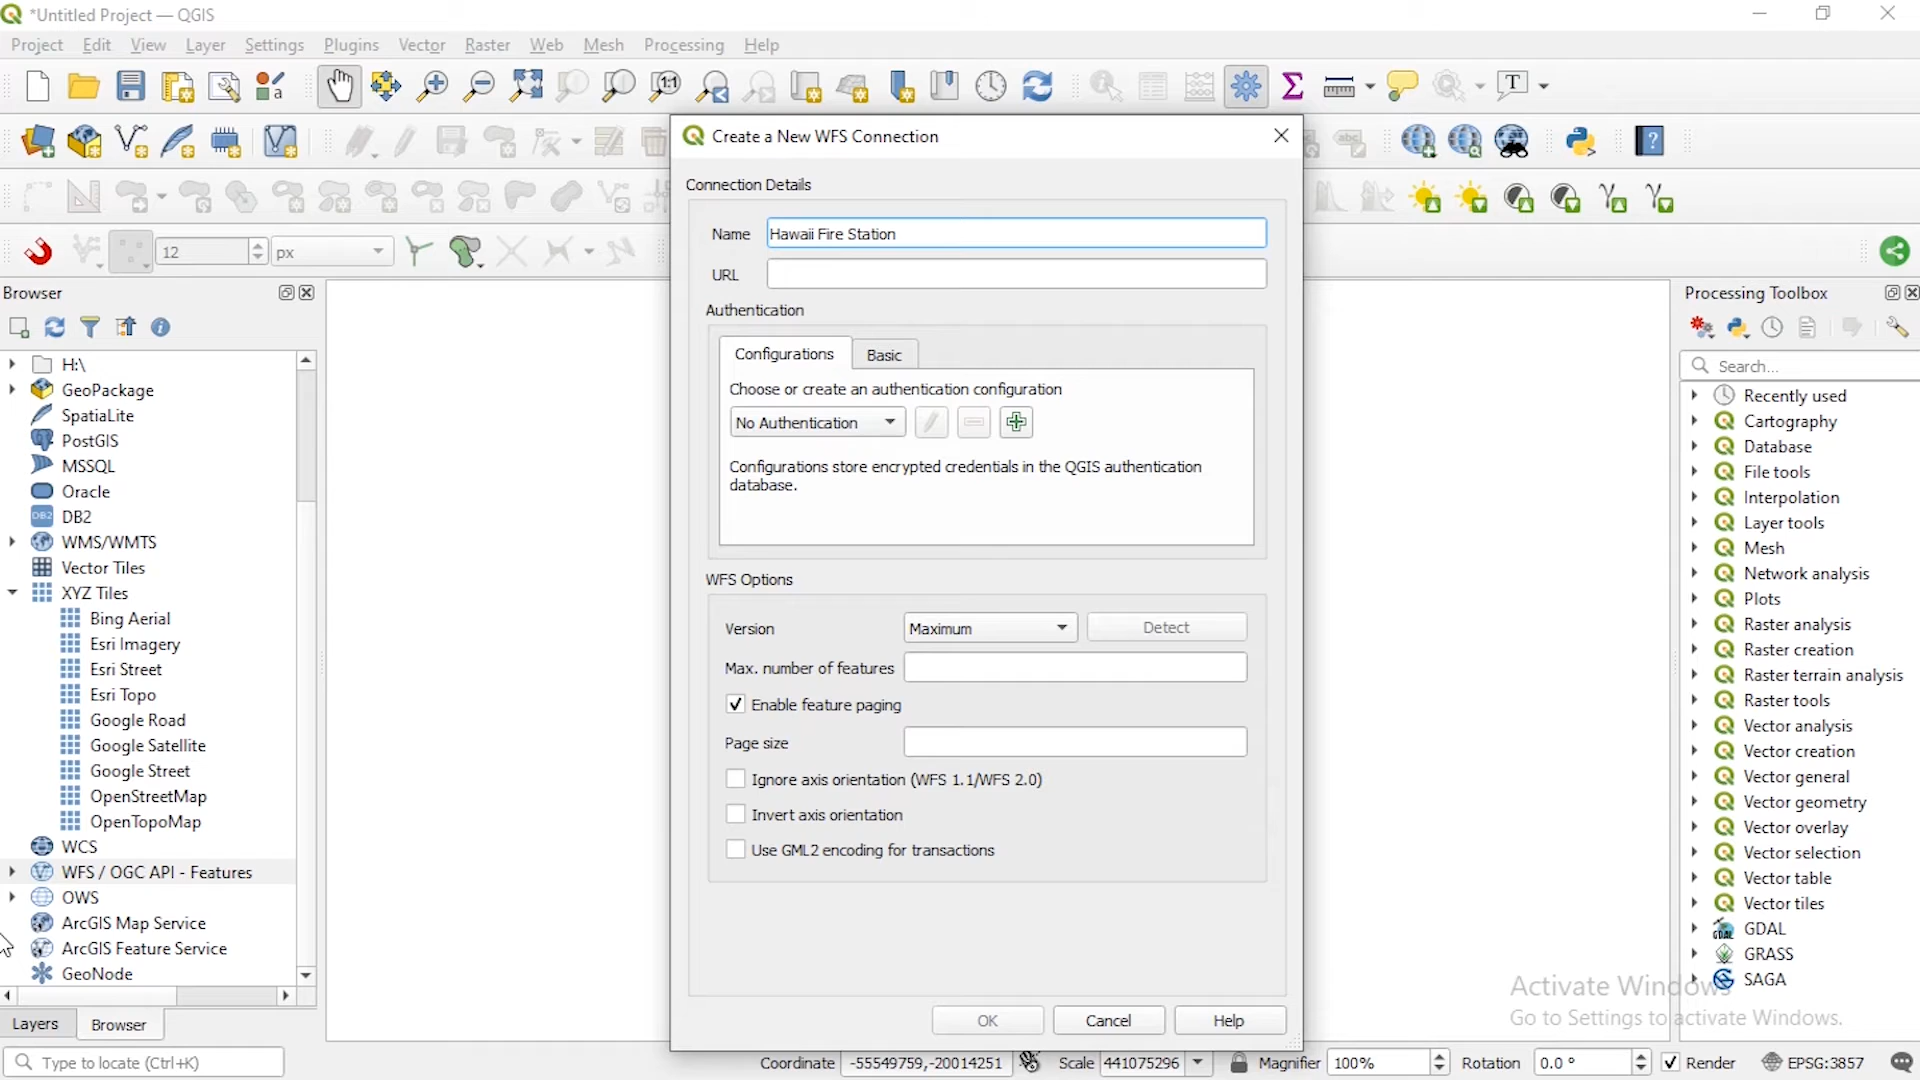 *Untitled Project — QGIS
Project Edit View Layer Settings Plugins Vector Raster Web Mesh Processing Help
1:1
T
abc
12 px
Create a New WFS Connection
Connection Details
Name Hawaii Fire Station
URL
Authentication
Configurations Basic
Choose or create an authentication configuration
No Authentication
Configurations store encrypted credentials in the QGIS authentication
database.
WFS Options
Version Maximum Detect
Max. number of features
Enable feature paging
Page size
Ignore axis orientation (WFS 1.1/WFS 2.0)
Invert axis orientation
Use GML2 encoding for transactions
OK Cancel Help
Browser
H:\
GeoPackage
SpatiaLite
PostGIS
MSSQL
Oracle
DB2 DB2
WMS/WMTS
Vector Tiles
XYZ Tiles
Bing Aerial
Esri Imagery
Esri Street
Esri Topo
Google Road
Google Satellite
Google Street
OpenStreetMap
OpenTopoMap
WCS
WFS / OGC API - Features
OWS
ArcGIS Map Service
ArcGIS Feature Service
GeoNode
Layers Browser
Processing Toolbox
Search...
Recently used
Cartography
Database
File tools
Interpolation
Layer tools
Mesh
Network analysis
Plots
Raster analysis
Raster creation
Raster terrain analysis
Raster tools
Vector analysis
Vector creation
Vector general
Vector geometry
Vector overlay
Vector selection
Vector table
Vector tiles
GDAL GDAL
GRASS
SAGA
Activate Windows
Go to Settings to activate Windows.
Type to locate (Ctrl+K)
Coordinate -55549759,-20014251 Scale 441075296 Magnifier 100% Rotation 0.0 ° Render EPSG:3857